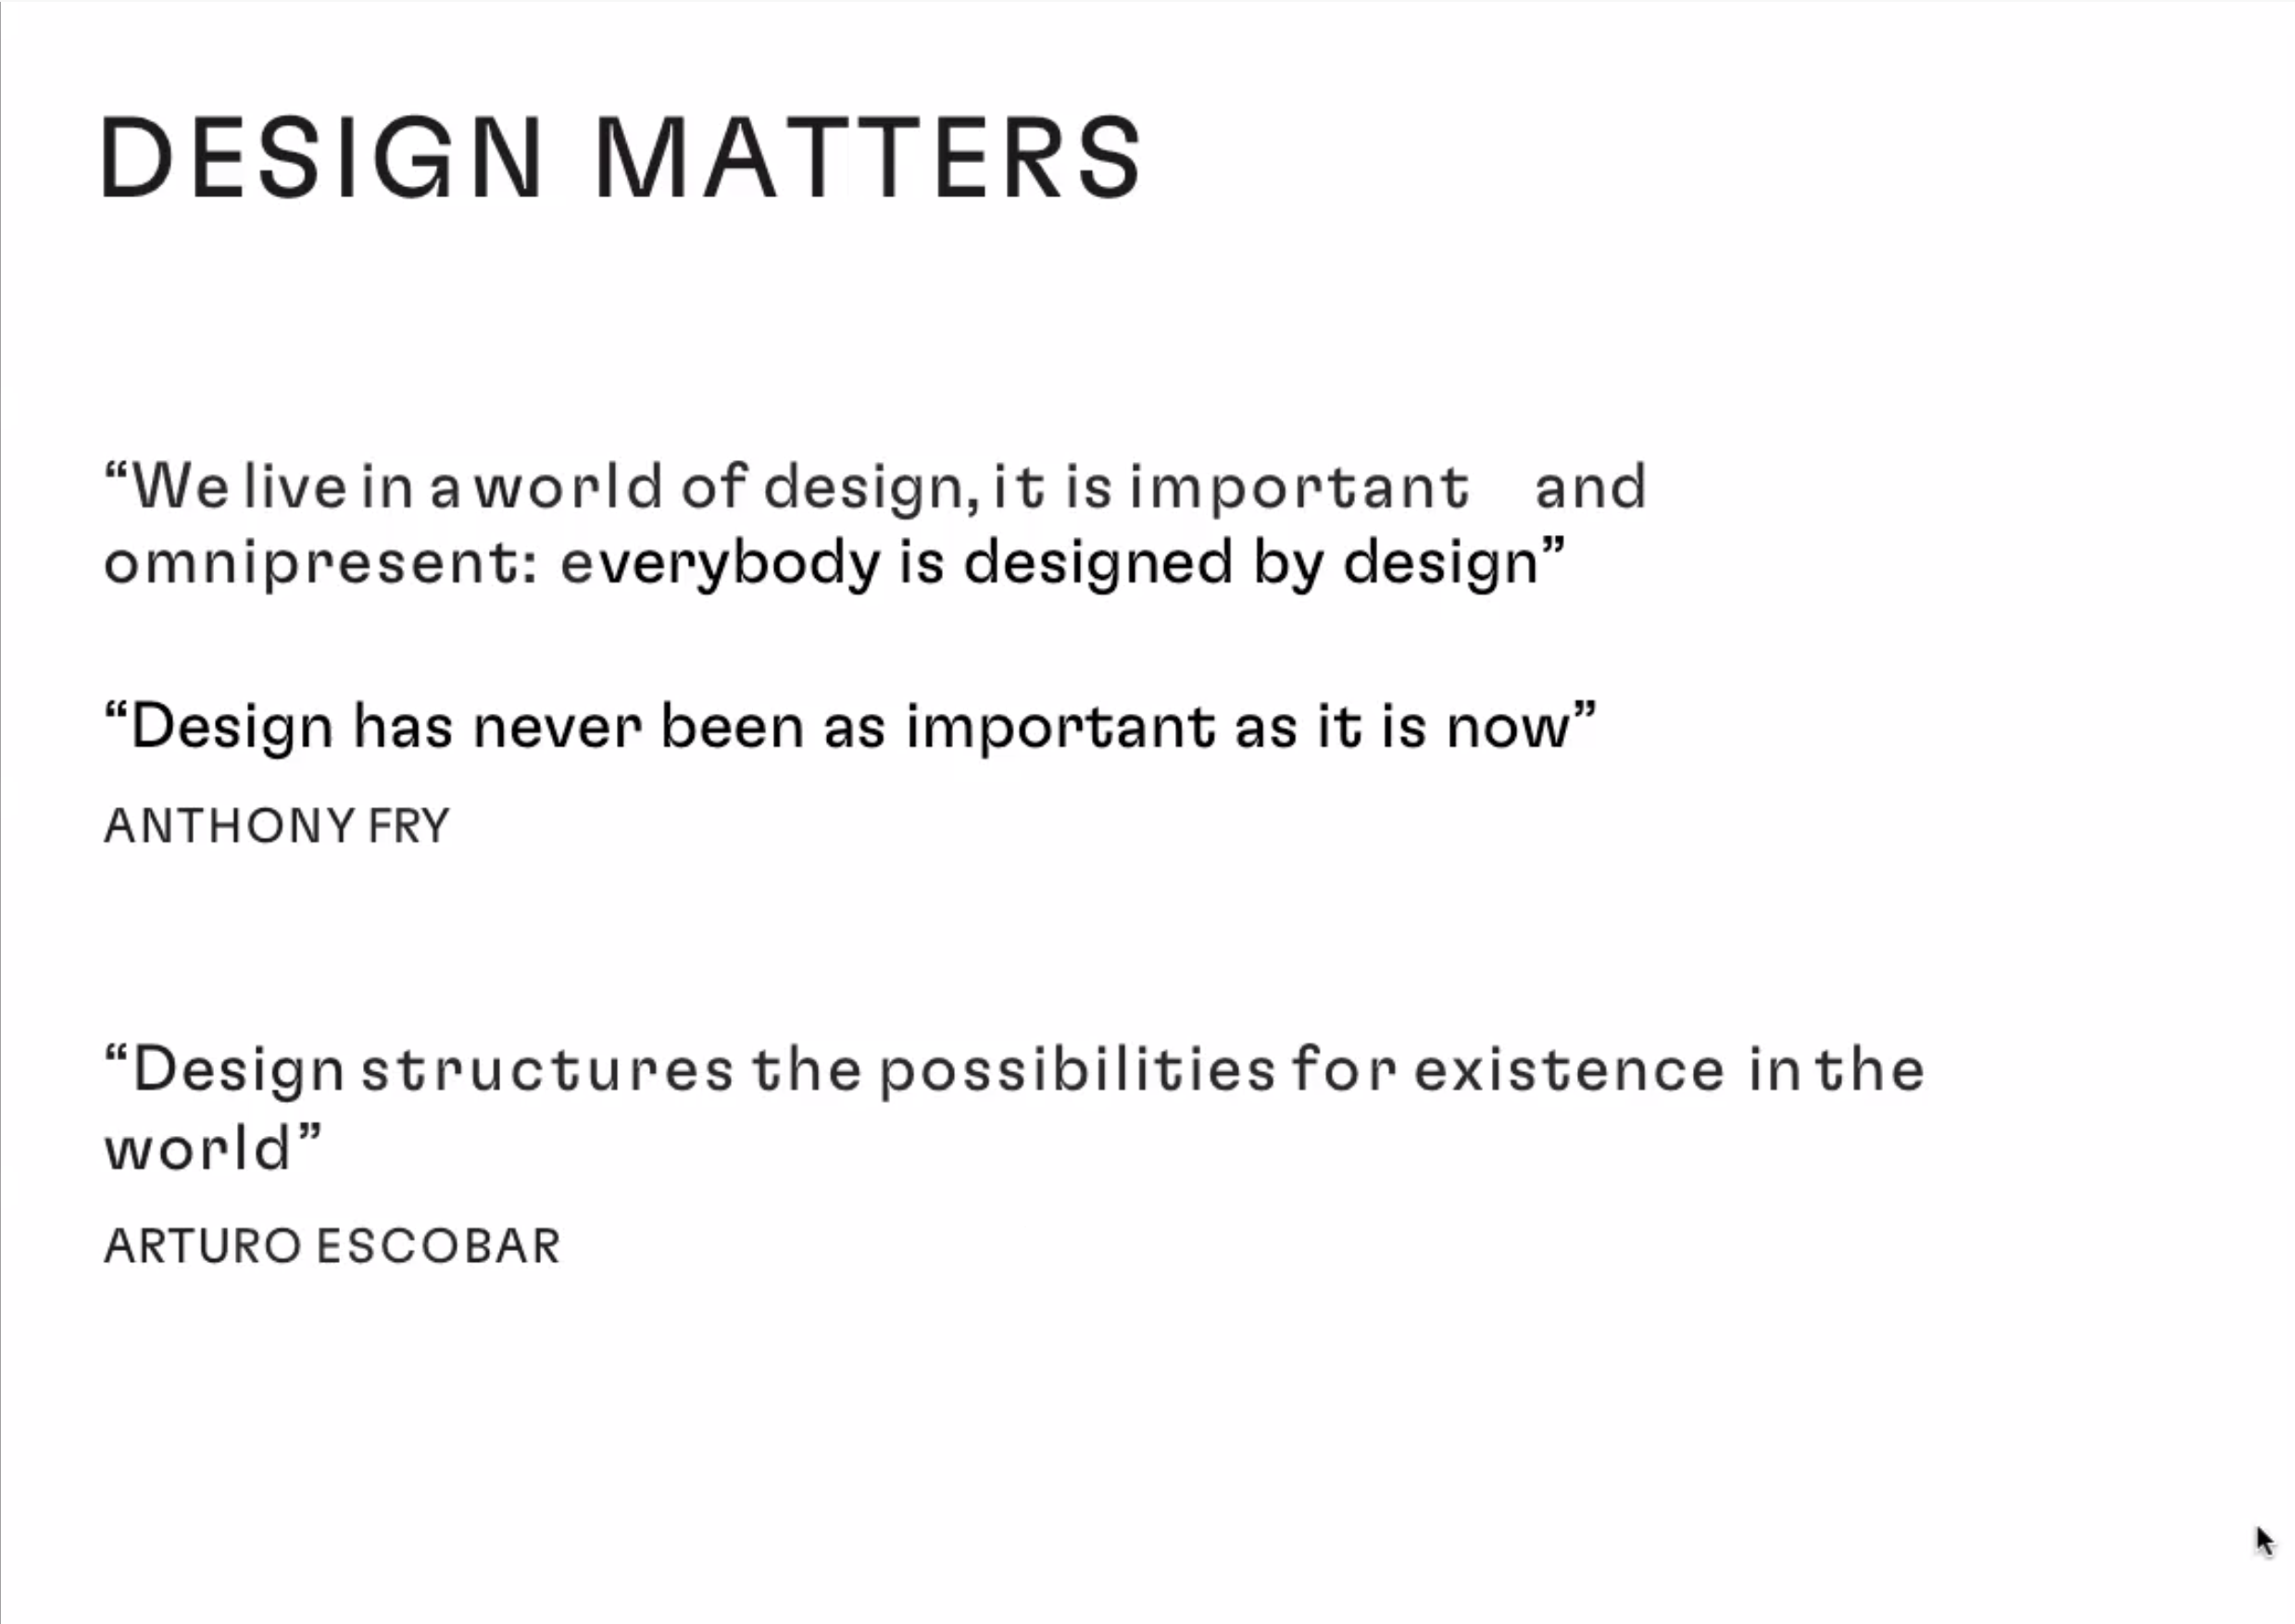 DESIGN MATTERS
“We live in a world of design, it is important and
omnipresent: everybody is designed by design”
“Design has never been as important as it is now”
ANTHONY FRY
“Design structures the possibilities for existence in the
world”
ARTURO ESCOBAR